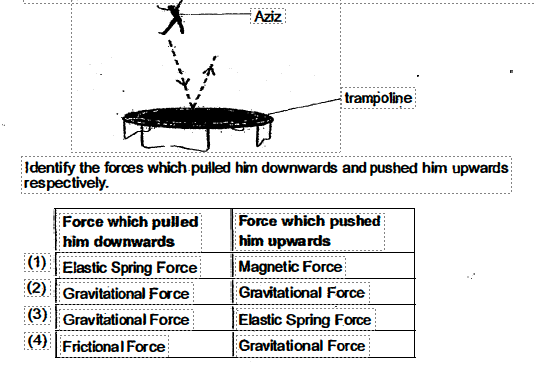 Aziz
trampoline
Identify the forces which pulled him downwards and pushed him upwards
respectively.
Force which pulled him downwards Force which pushed him upwards
(1) Elastic Spring Force Magnetic Force
(2) Gravitational Force Gravitational Force
(3) Gravitational Force Elastic Spring Force
(4) Frictional Force Gravitational Force